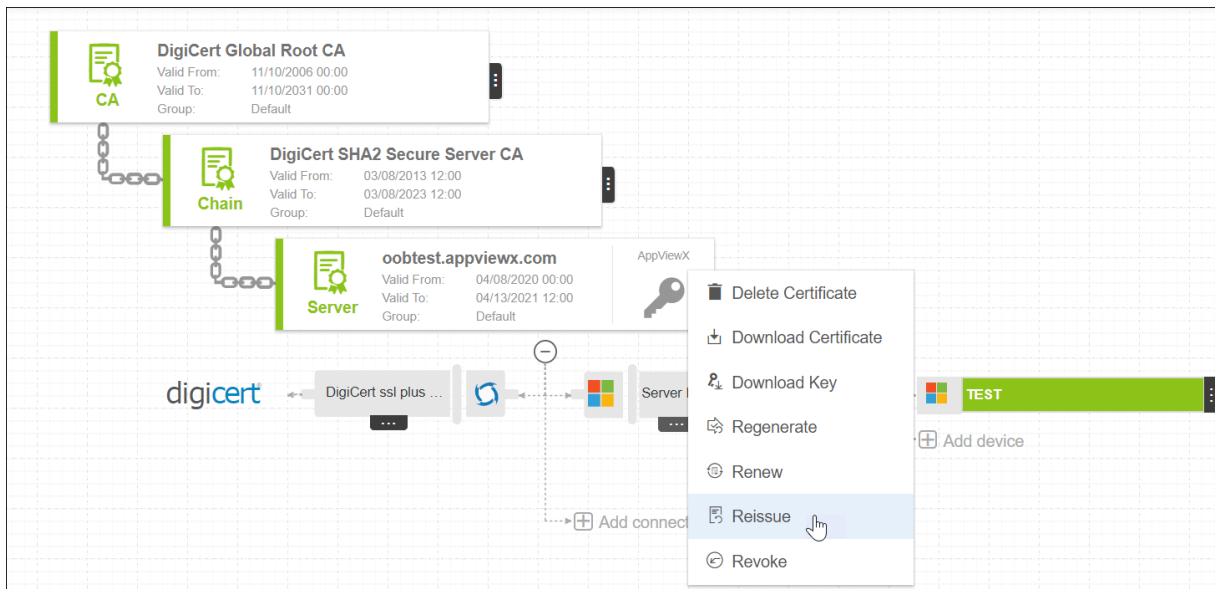 DigiCert Global Root CA
Valid From: 11/10/2006 00:00
Valid To: 11/10/2031 00:00
Group: Default
CA
DigiCert SHA2 Secure Server CA
Valid From: 03/08/2013 12:00
Valid To: 03/08/2023 12:00
Group: Default
Chain
oobtest.appviewx.com
Valid From: 04/08/2020 00:00
Valid To: 04/13/2021 12:00
Group: Default
Server
AppViewX
Delete Certificate
Download Certificate
Download Key
Regenerate
Renew
Reissue
Revoke
digicert
DigiCert ssl plus ...
Server
TEST
Add device
Add connect